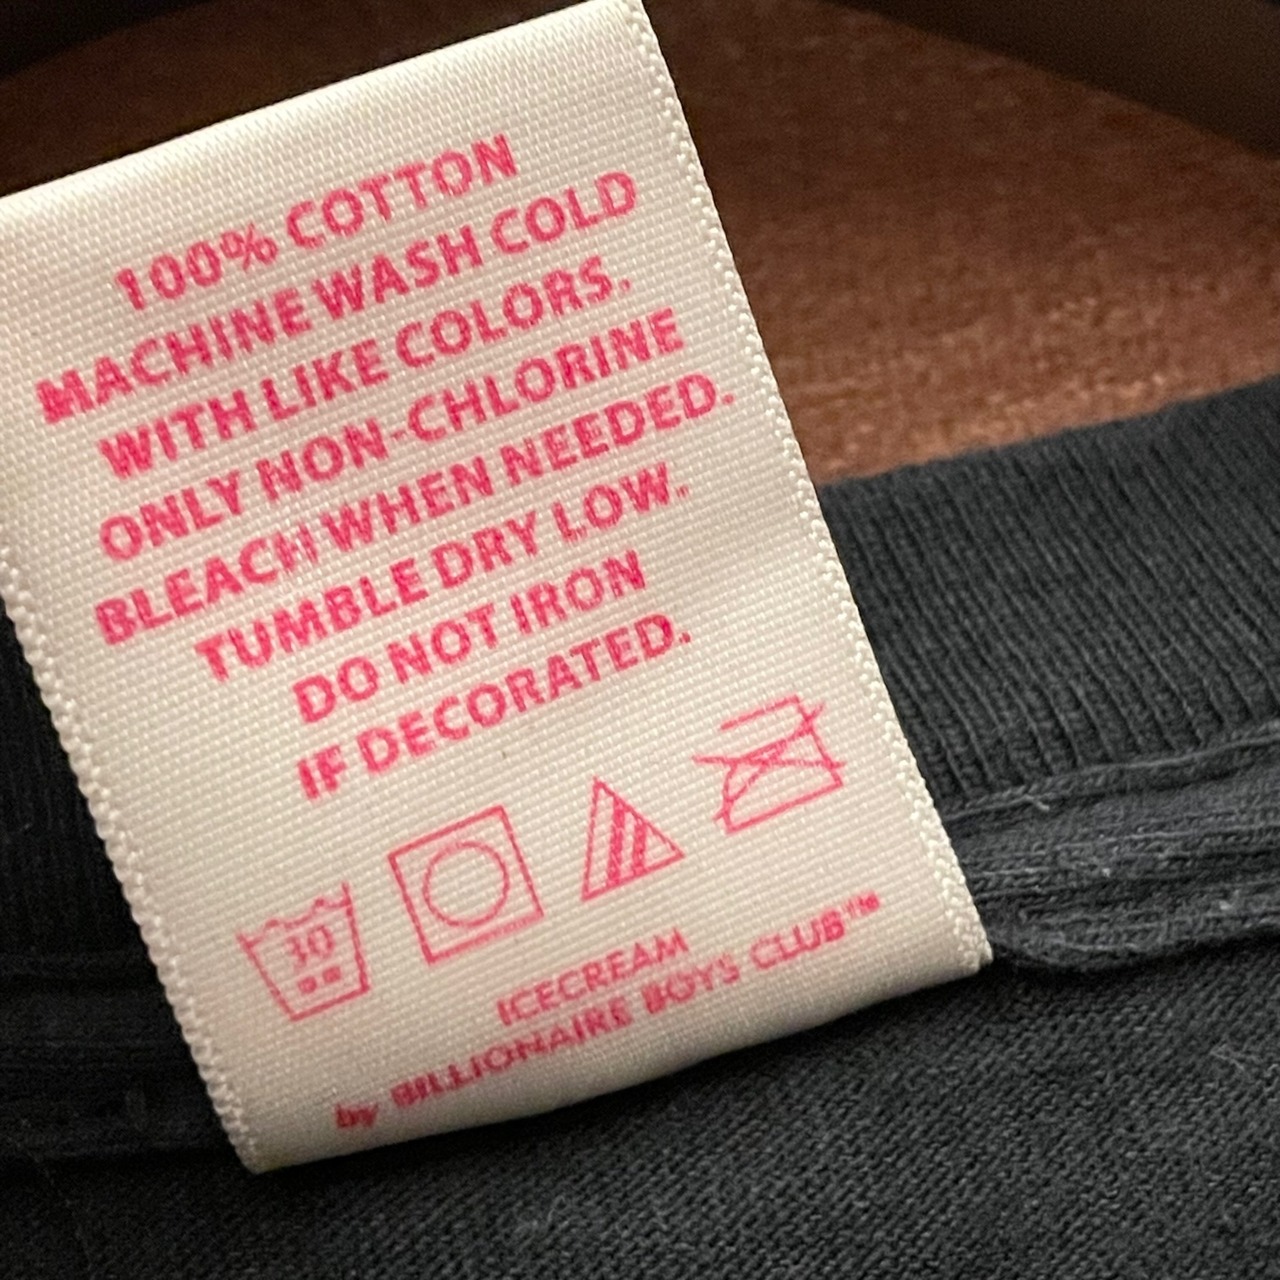 100% COTTON
MACHINE WASH COLD
WITH LIKE COLORS.
ONLY NON-CHLORINE
BLEACH WHEN NEEDED.
TUMBLE DRY LOW.
DO NOT IRON
IF DECORATED.
30
ICECREAM
by BILLIONAIRE BOYS CLUB™